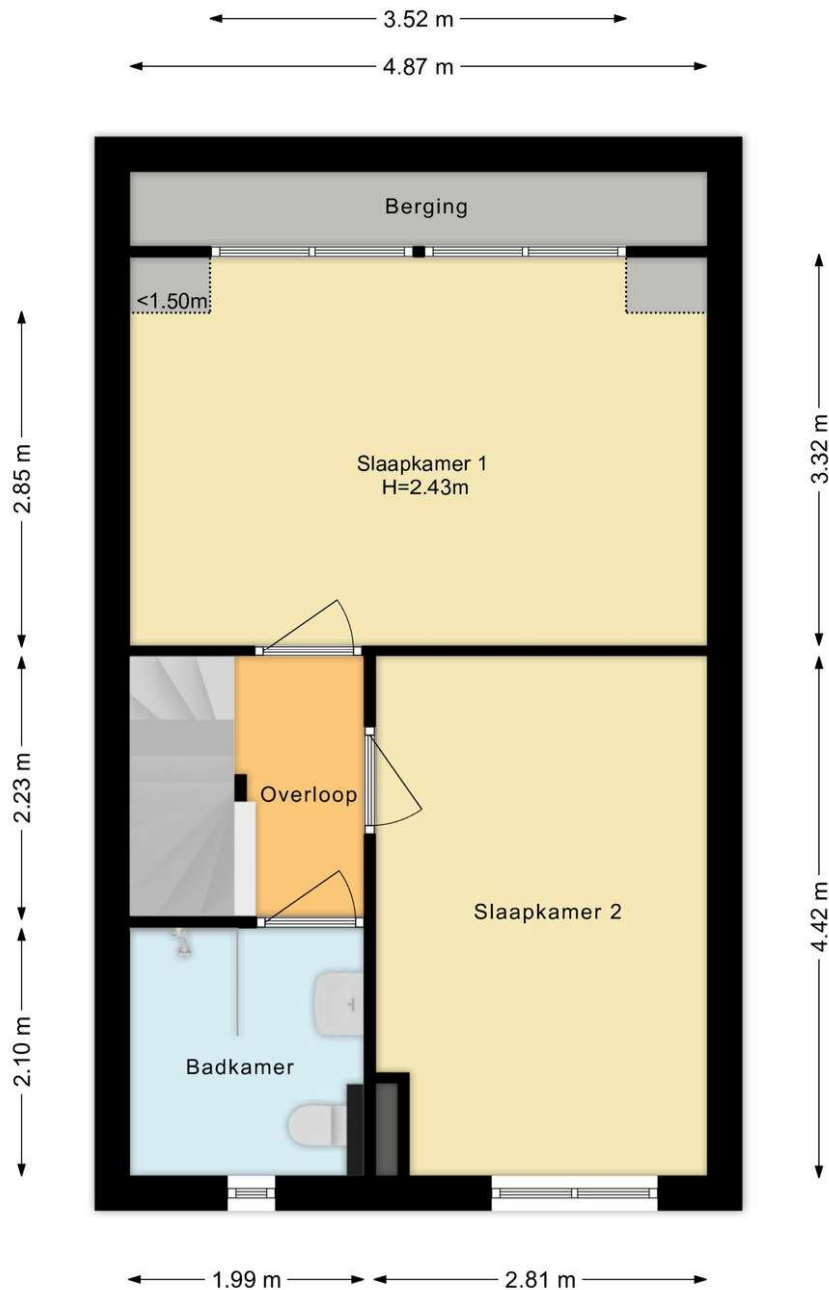 3.52 m
4.87 m
Berging
<1.50m
Slaapkamer 1
H=2.43m
2.85 m
3.32 m
Overloop
2.23 m
Slaapkamer 2
4.42 m
Badkamer
2.10 m
1.99 m
2.81 m